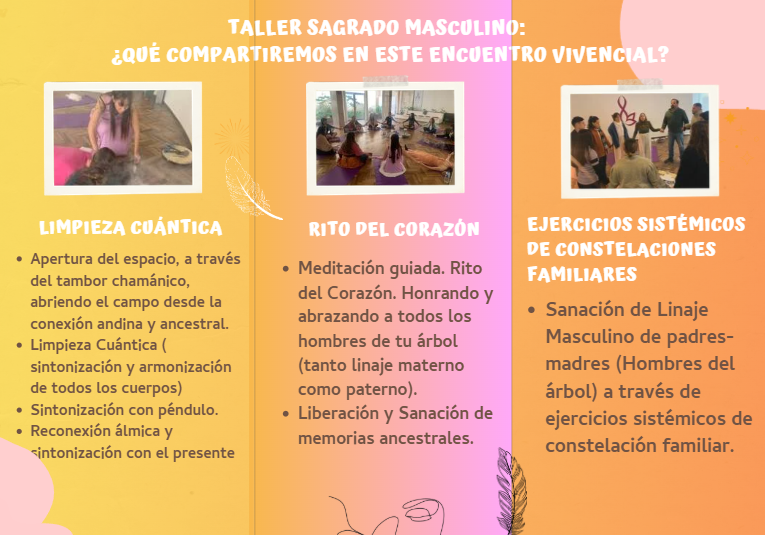 TALLER SAGRADO MASCULINO:
¿QUÉ COMPARTIREMOS EN ESTE ENCUENTRO VIVENCIAL?
LIMPIEZA CUÁNTICA
• Apertura del espacio, a través
del tambor chamánico,
abriendo el campo desde la
conexión andina y ancestral.
• Limpieza Cuántica (
sintonización y armonización
de todos los cuerpos)
• Sintonización con péndulo.
• Reconexión álmica y
sintonización con el presente
RITO DEL CORAZÓN
• Meditación guiada. Rito
del Corazón. Honrando y
abrazando a todos los
hombres de tu árbol
(tanto linaje materno
como paterno).
• Liberación y Sanación de
memorias ancestrales.
EJERCICIOS SISTÉMICOS
DE CONSTELACIONES
FAMILIARES
• Sanación de Linaje
Masculino de padres-
madres (Hombres del
árbol) a través de
ejercicios sistémicos de
constelación familiar.